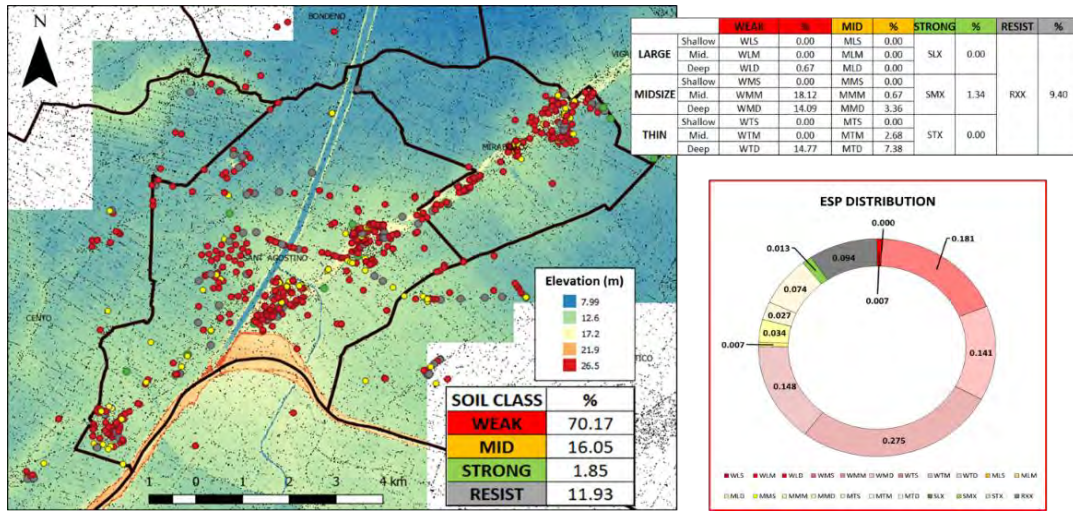 N
BONDENO
MIRAB
SANT' AGOSTINO
CENTO
TICO
Elevation (m)
7.99
12.6
17.2
21.9
26.5
SOIL CLASS %
WEAK 70.17
MID 16.05
STRONG 1.85
RESIST 11.93
0 1 2 3 4 km
WEAK % MID % STRONG % RESIST %
LARGE Shallow WLS 0.00 MLS 0.00 SLX 0.00 RXX 9.40
Mid. WLM 0.00 MLM 0.00
Deep WLD 0.67 MLD 0.00
MIDSIZE Shallow WMS 0.00 MMS 0.00 SMX 1.34
Mid. WMM 18.12 MMM 0.67
Deep WMD 14.09 MMD 3.36
THIN Shallow WTS 0.00 MTS 0.00 STX 0.00
Mid. WTM 0.00 MTM 2.68
Deep WTD 14.77 MTD 7.38
ESP DISTRIBUTION
0.000
0.013
0.094
0.181
0.074
0.007
0.027
0.034
0.007
0.141
0.148
0.275
WLS WLM WLD WMS WMM WMD WTS WTM WTD MLS MLM
MLD MMS MMM MMD MTS MTM MTD SLX SMX STX RXX